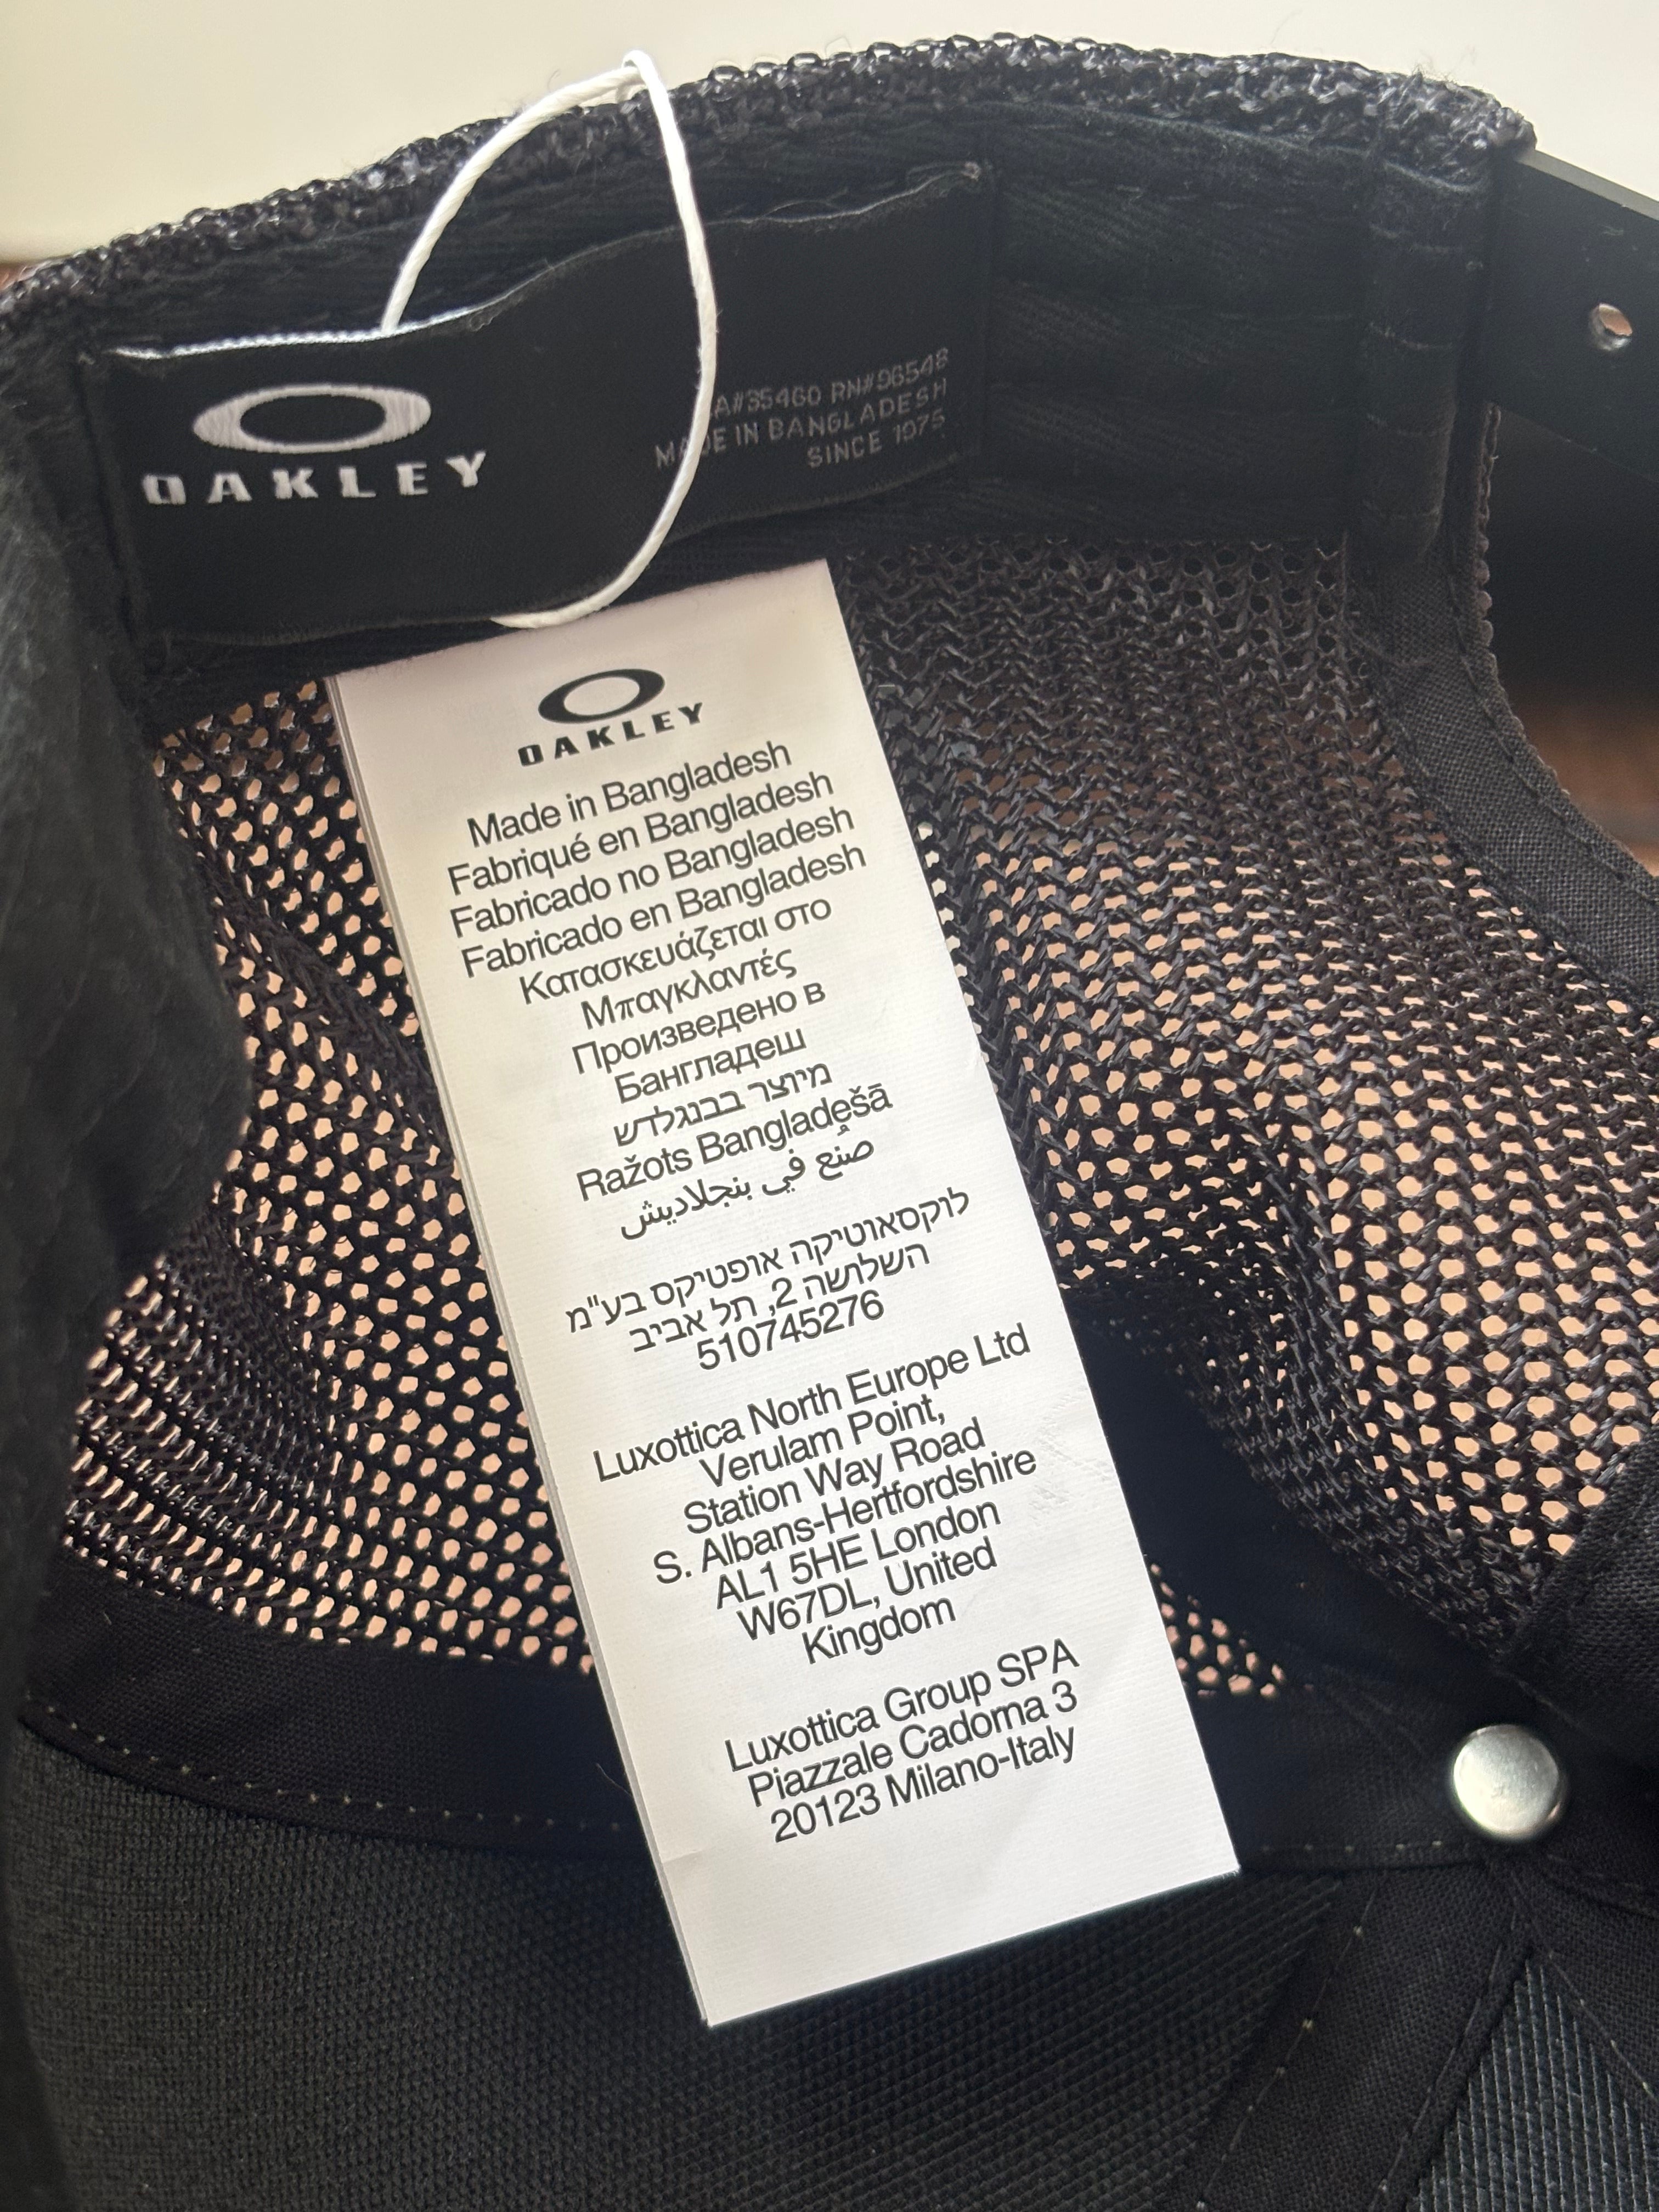 OAKLEY
A#35460 RN#96548
MADE IN BANGLADESH
SINCE 1975
OAKLEY
Made in Bangladesh
Fabriqué en Bangladesh
Fabricado no Bangladesh
Fabricado en Bangladesh
Κατασκευάζεται στο
Μπαγκλαντές
Произведено в
Бангладеш
מיוצר בבנגלדש
Ražots Bangladešā
صُنع في بنجلاديش
לוקסאוטיקה אופטיקס בע"מ
השלושה 2, תל אביב
510745276
Luxottica North Europe Ltd
Verulam Point,
Station Way Road
S. Albans-Hertfordshire
AL1 5HE London
W67DL, United
Kingdom
Luxottica Group SPA
Piazzale Cadorna 3
20123 Milano-Italy